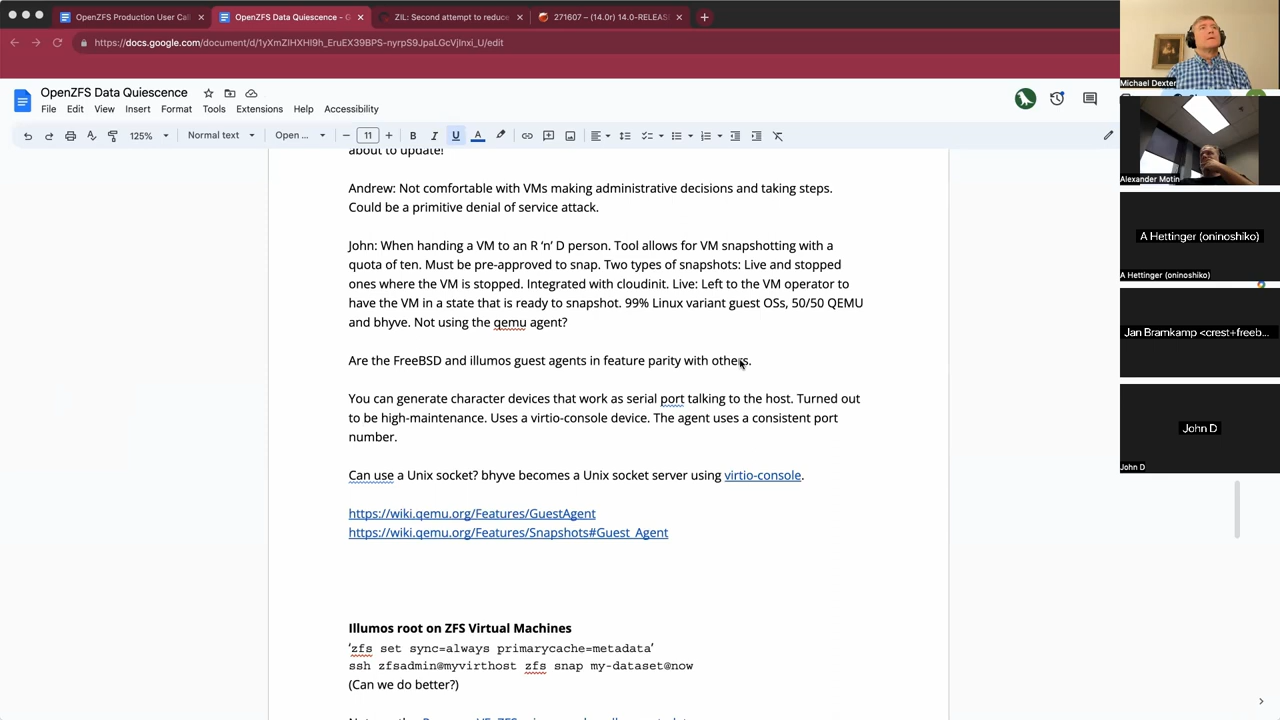 OpenZFS Production User Cal
OpenZFS Data Quiescence - G
ZIL: Second attempt to reduce
271607 – (14.0r) 14.0-RELEAS
https://docs.google.com/document/d/1yXmZIHXHI9h_EruEX39BPS-nyrpS9JpaLGcVjInxi_U/edit
OpenZFS Data Quiescence
File Edit View Insert Format Tools Extensions Help Accessibility
125% Normal text Open ... 11 B I U A
about to update!
Andrew: Not comfortable with VMs making administrative decisions and taking steps.
Could be a primitive denial of service attack.
John: When handing a VM to an R ‘n’ D person. Tool allows for VM snapshotting with a
quota of ten. Must be pre-approved to snap. Two types of snapshots: Live and stopped
ones where the VM is stopped. Integrated with cloudinit. Live: Left to the VM operator to
have the VM in a state that is ready to snapshot. 99% Linux variant guest OSs, 50/50 QEMU
and bhyve. Not using the qemu agent?
Are the FreeBSD and illumos guest agents in feature parity with others.
You can generate character devices that work as serial port talking to the host. Turned out
to be high-maintenance. Uses a virtio-console device. The agent uses a consistent port
number.
Can use a Unix socket? bhyve becomes a Unix socket server using virtio-console.
https://wiki.qemu.org/Features/GuestAgent
https://wiki.qemu.org/Features/Snapshots#Guest_Agent
Illumos root on ZFS Virtual Machines
‘zfs set sync=always primarycache=metadata’
ssh zfsadmin@myvirthost zfs snap my-dataset@now
(Can we do better?)
Michael Dexter
Alexander Motin
A Hettinger (oninoshiko)
A Hettinger (oninoshiko)
Jan Bramkamp <crest+freeb...
John D
John D